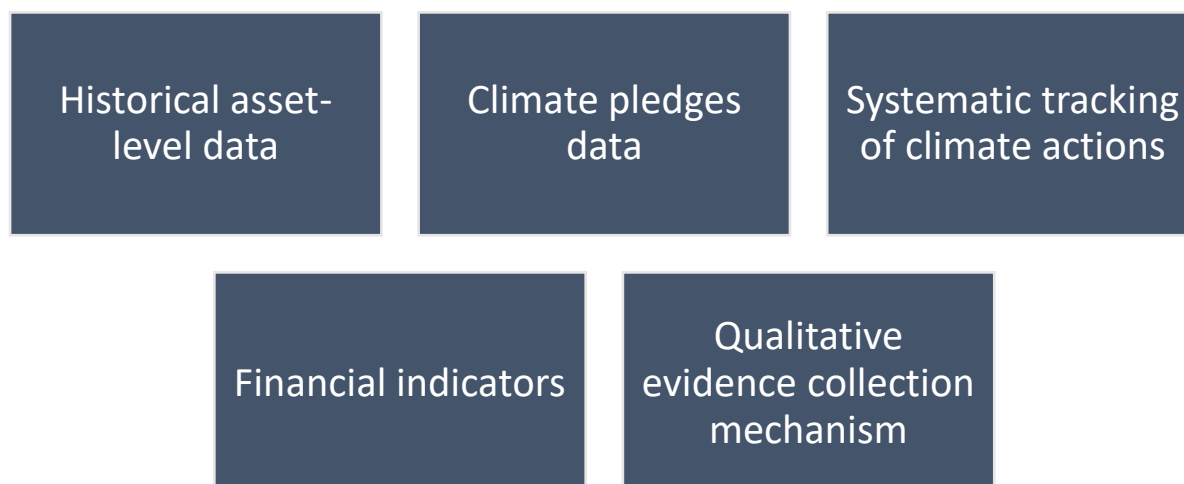 Historical asset-
level data
Climate pledges
data
Systematic tracking
of climate actions
Financial indicators
Qualitative
evidence collection
mechanism